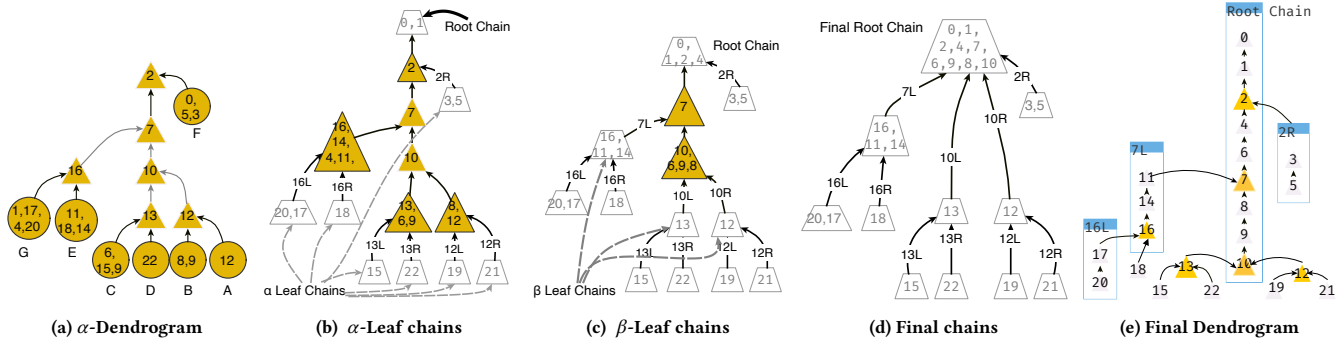 2
0,
5,3
F
7
16
10
1,17,
4,20
G
11,
18,14
E
13
12
6,
15,9
C
22
D
8,9
B
12
A
(a) α-Dendrogram
0,1
Root Chain
2
2R
3,5
7
16,
14,
4,11,
10
16L
16R
20,17
18
13,
6,9
8,
12
13L
13R
12L
12R
15
22
19
21
α Leaf Chains
(b) α-Leaf chains
0,
1,2,4
Root Chain
2R
3,5
7
7L
16,
11,14
10,
6,9,8
16L
16R
20,17
18
10L
10R
13
12
13L
13R
12L
12R
15
22
19
21
β Leaf Chains
(c) β-Leaf chains
Final Root Chain
0,1,
2,4,7,
6,9,8,10
2R
3,5
7L
16,
11,14
10R
10L
16L
16R
20,17
18
13
12
13L
13R
12L
12R
15
22
19
21
(d) Final chains
Root Chain
0
1
2
4
6
7
8
9
10
2R
3
5
7L
11
14
16
16L
17
20
18
13
15
22
12
19
21
(e) Final Dendrogram